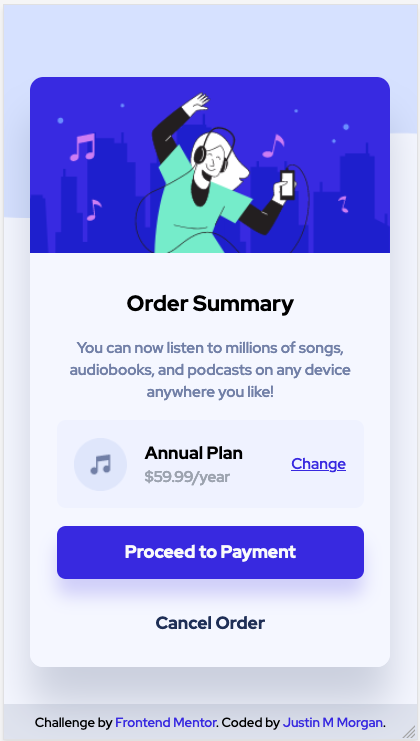 Order Summary
You can now listen to millions of songs,
audiobooks, and podcasts on any device
anywhere you like!
Annual Plan
$59.99/year
Change
Proceed to Payment
Cancel Order
Challenge by Frontend Mentor. Coded by Justin M Morgan.